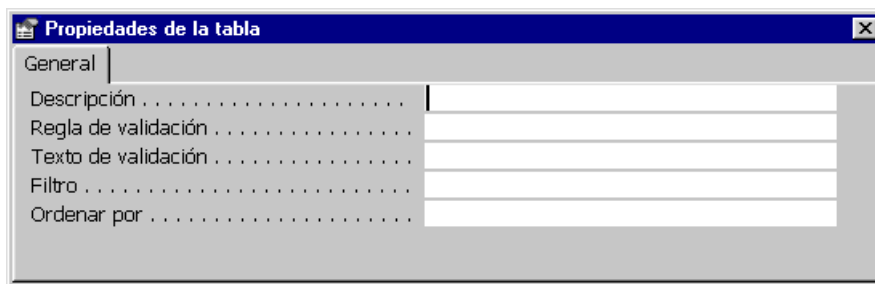 Propiedades de la tabla
General
Descripción . . . . . . . . . . . . . . . . . . . . .
Regla de validación . . . . . . . . . . . . . . . .
Texto de validación . . . . . . . . . . . . . . . .
Filtro . . . . . . . . . . . . . . . . . . . . . . . . . .
Ordenar por . . . . . . . . . . . . . . . . . . . . .